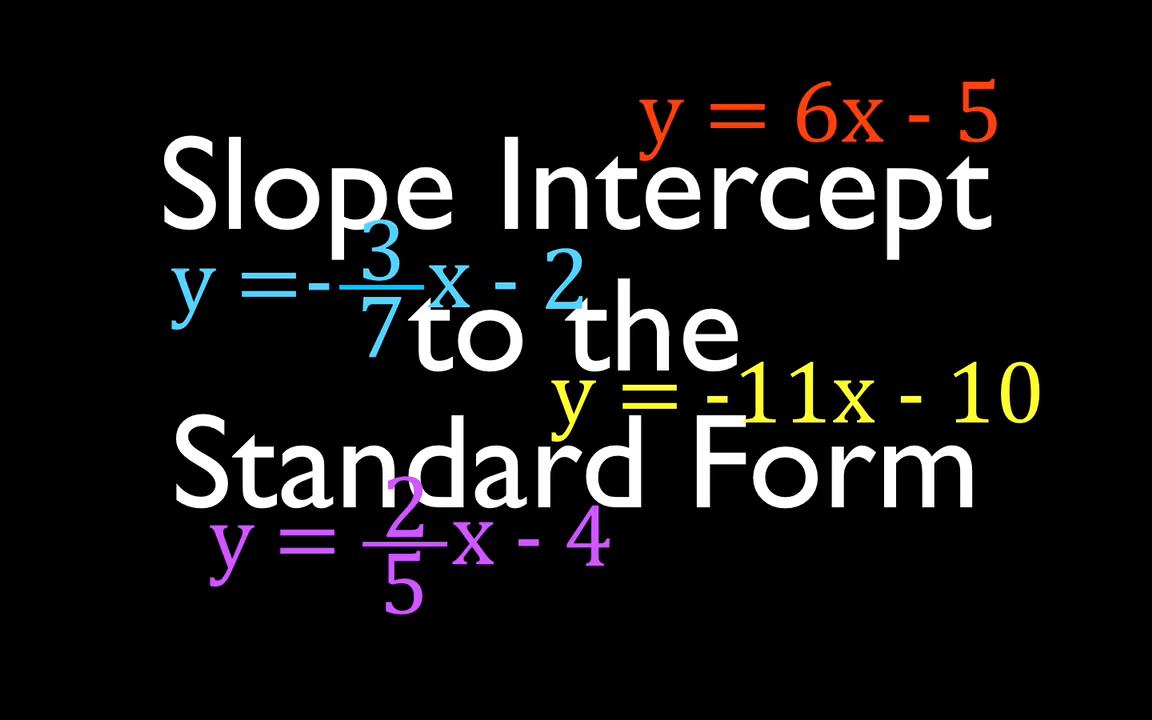 y = 6x - 5
Slope Intercept
y = - 3/7 x - 2
to the
y = -11x - 10
Standard Form
y = 2/5 x - 4